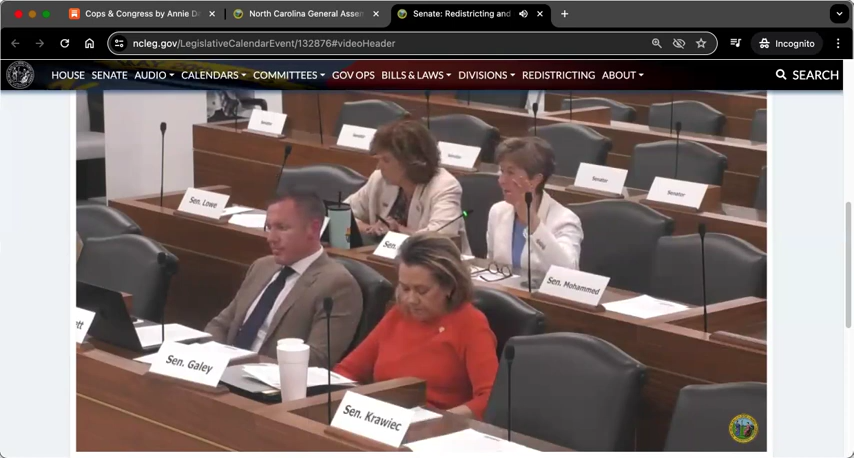 Cops & Congress by Annie D
North Carolina General Assem
Senate: Redistricting and
Incognito
ncleg.gov/LegislativeCalendarEvent/132876#videoHeader
HOUSE SENATE AUDIO CALENDARS COMMITTEES GOV OPS BILLS & LAWS DIVISIONS REDISTRICTING ABOUT SEARCH
Senator
Senator
Senator
Senator
Senator
Sen. Lowe
Sen.
Sen. Mohammed
ett
Sen. Galey
Sen. Krawiec